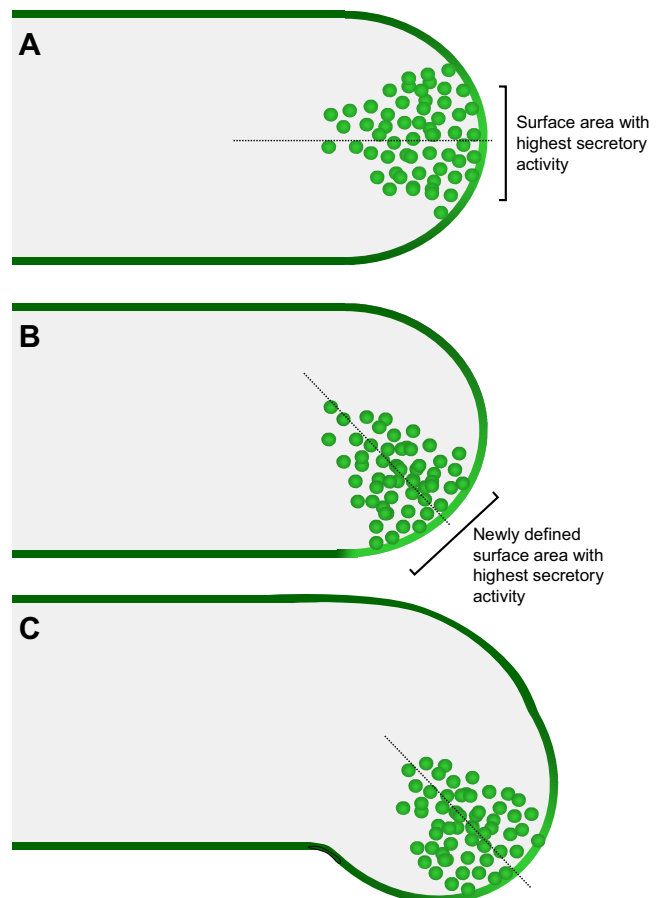 A
Surface area with
highest secretory
activity
B
Newly defined
surface area with
highest secretory
activity
C